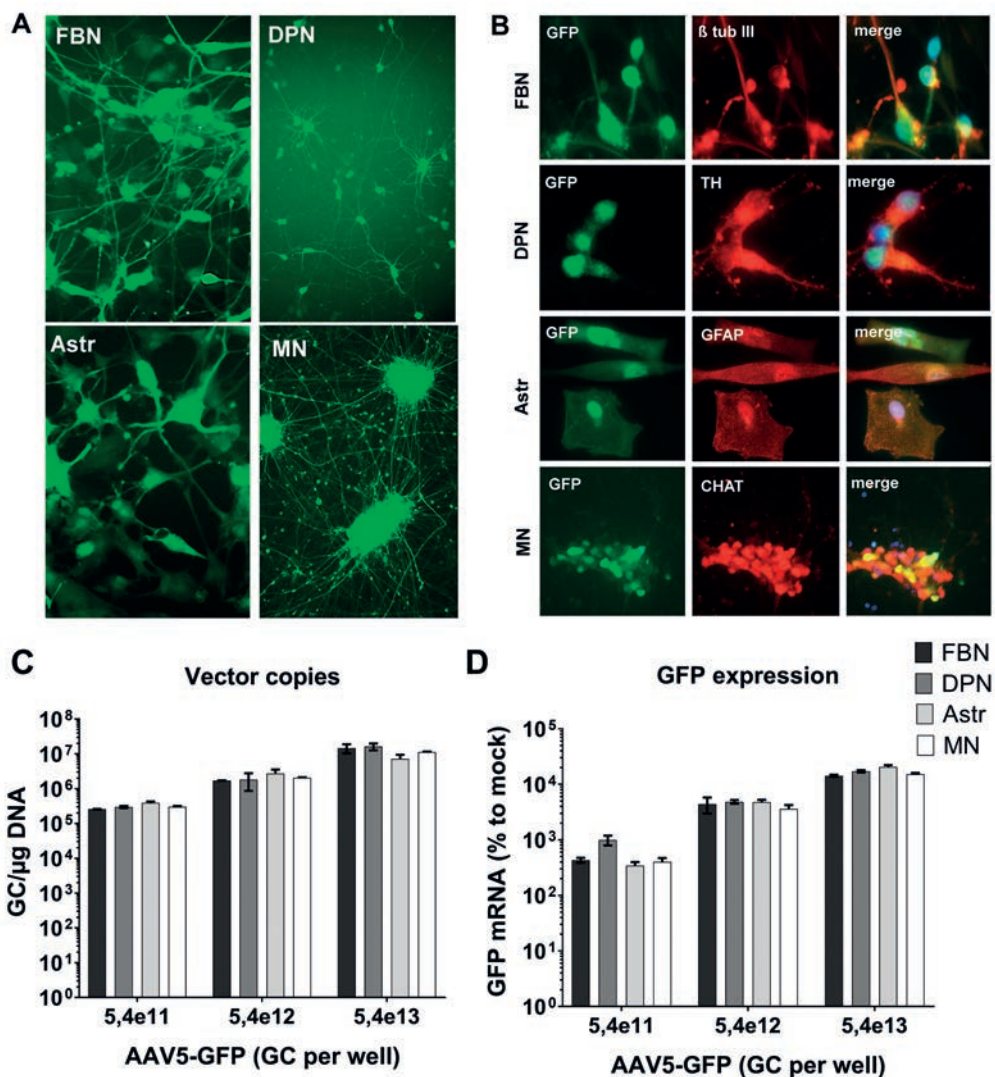 A
FBN
DPN
Astr
MN
B
GFP
ß tub III
merge
FBN
GFP
TH
merge
DPN
GFP
GFAP
merge
Astr
GFP
CHAT
merge
MN
C
Vector copies
GC/µg DNA
10⁸
10⁷
10⁶
10⁵
10⁴
10³
10²
10¹
10⁰
5,4e11 5,4e12 5,4e13
AAV5-GFP (GC per well)
D
GFP expression
FBN
DPN
Astr
MN
GFP mRNA (% to mock)
10⁵
10⁴
10³
10²
10¹
10⁰
5,4e11 5,4e12 5,4e13
AAV5-GFP (GC per well)